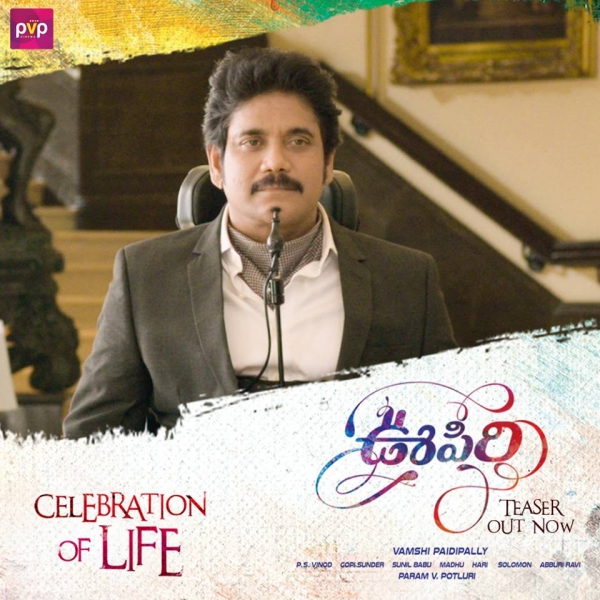 pvp
CINEMA
ఊపిరి
TEASER
OUT NOW
CELEBRATION
OF LIFE
VAMSHI PAIDIPALLY
P.S. VINOD GOPI.SUNDER SUNIL BABU MADHU HARI SOLOMON ABBURI RAVI
PARAM V. POTLURI